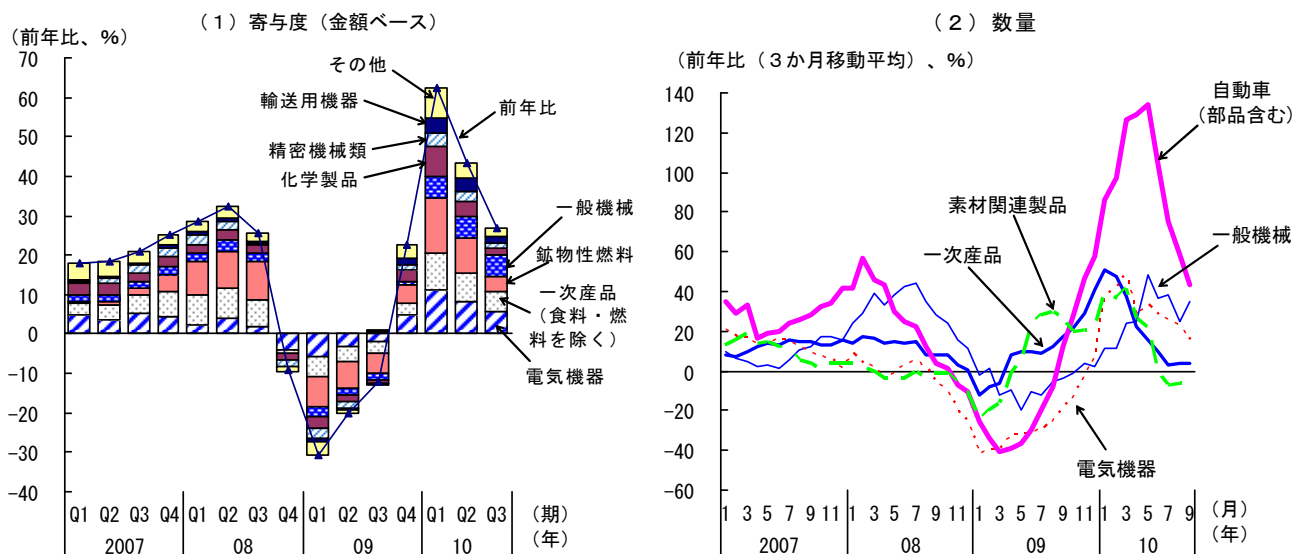 （１）寄与度（金額ベース）
（前年比、%）
70
60
50
40
30
20
10
0
-10
-20
-30
-40
その他
輸送用機器
前年比
精密機械類
化学製品
一般機械
鉱物性燃料
一次産品
（食料・燃
料を除く）
電気機器
Q1 Q2 Q3 Q4 Q1 Q2 Q3 Q4 Q1 Q2 Q3 Q4 Q1 Q2 Q3 （期）
2007 08 09 10 （年）
（２）数量
（前年比（３か月移動平均）、%）
140
120
100
80
60
40
20
0
-20
-40
-60
自動車
（部品含む）
素材関連製品
一般機械
一次産品
電気機器
1 3 5 7 9 11 1 3 5 7 9 11 1 3 5 7 9 11 1 3 5 7 9 （月）
2007 08 09 10 （年）